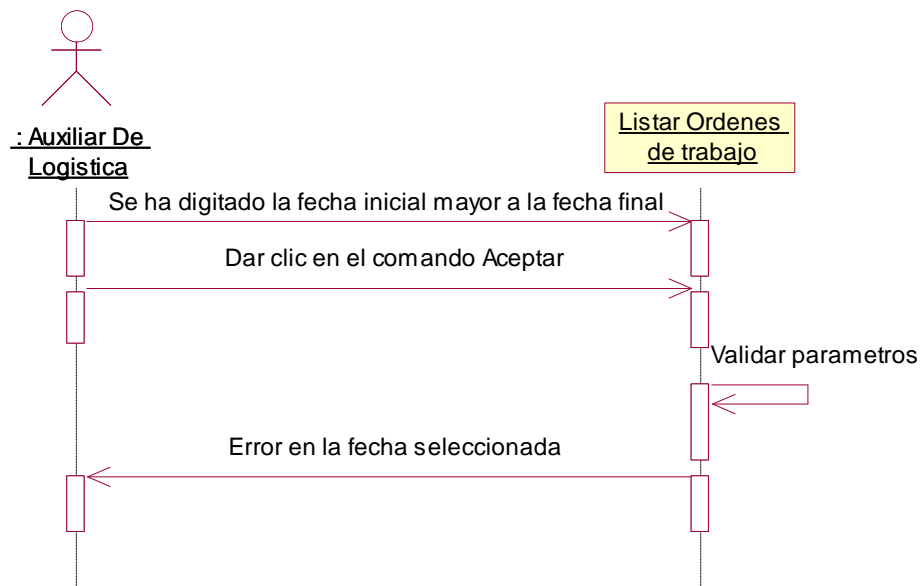 : Auxiliar De
Logistica
Listar Ordenes
de trabajo
Se ha digitado la fecha inicial mayor a la fecha final
Dar clic en el comando Aceptar
Validar parametros
Error en la fecha seleccionada